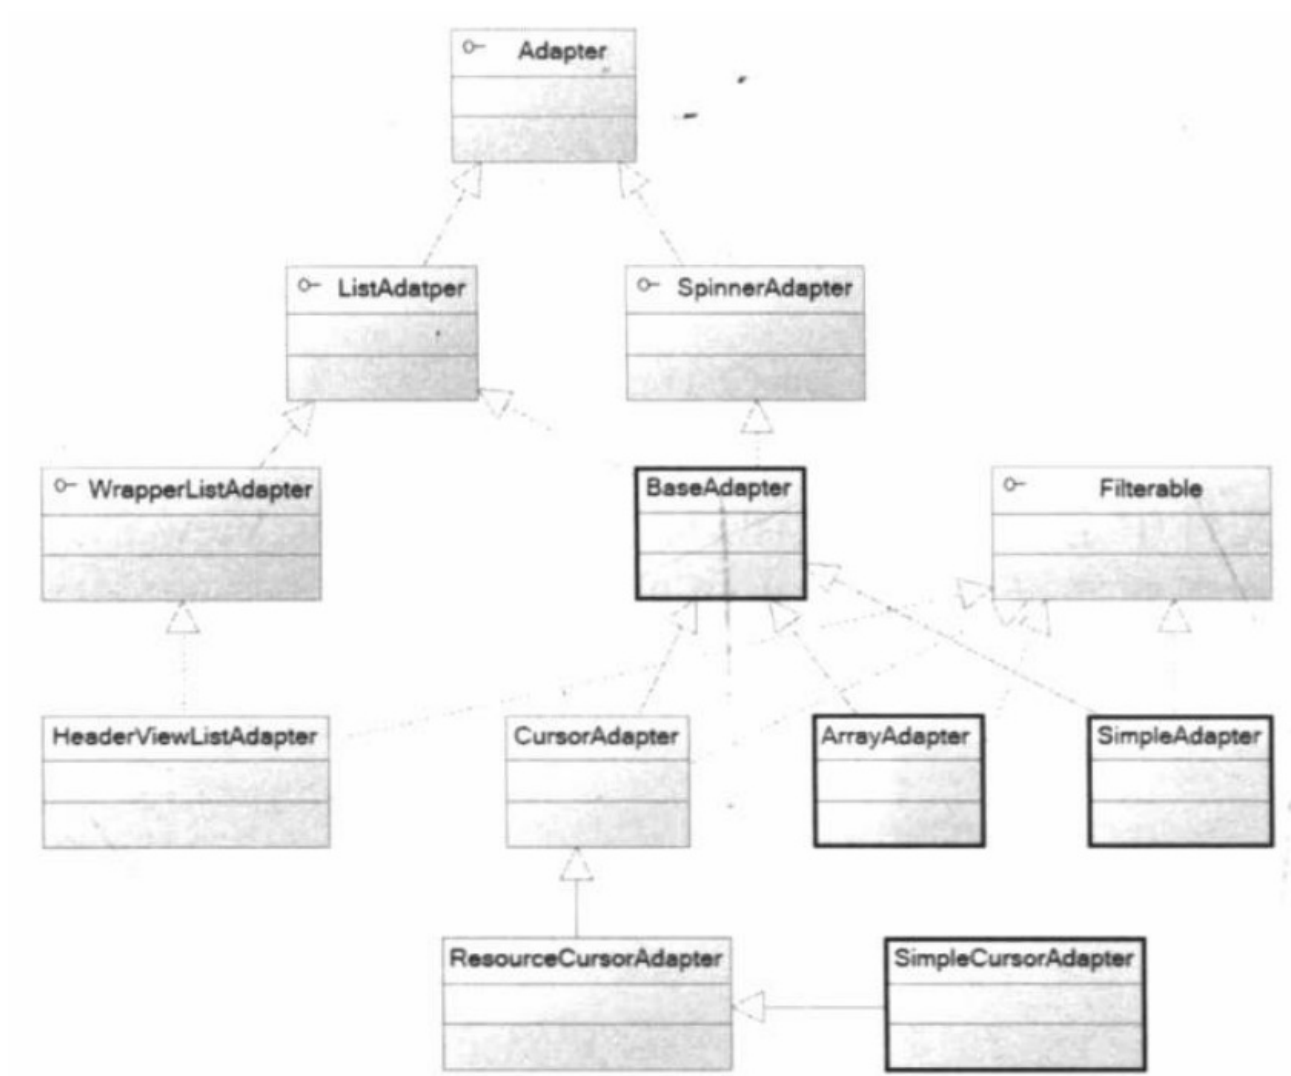 Adapter
ListAdatper
SpinnerAdapter
WrapperListAdapter
BaseAdapter
Filterable
HeaderViewListAdapter
CursorAdapter
ArrayAdapter
SimpleAdapter
ResourceCursorAdapter
SimpleCursorAdapter